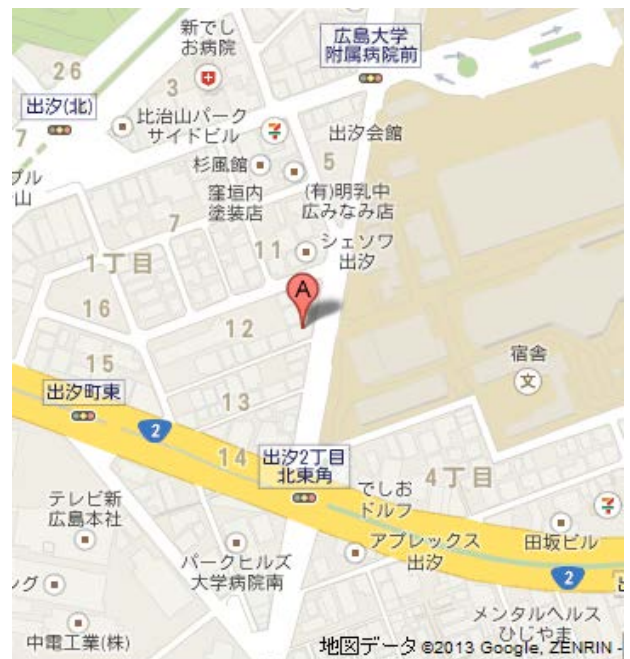 新でし
お病院
広島大学
附属病院前
26
3
出汐(北)
比治山パーク
サイドビル
出汐会館
7
杉風館
5
ブル
山
窪垣内
塗装店
(有)明乳中
広みなみ店
7
11
シェソワ
出汐
1丁目
A
16
12
15
宿舎
文
出汐町東
13
2
14
出汐2丁目
北東角
4丁目
テレビ新
広島本社
でしお
ドルフ
アプレックス
出汐
田坂ビル
パークヒルズ
大学病院南
ング
2
出
メンタルヘルス
ひじやま
中電工業(株)
地図データ ©2013 Google, ZENRIN -